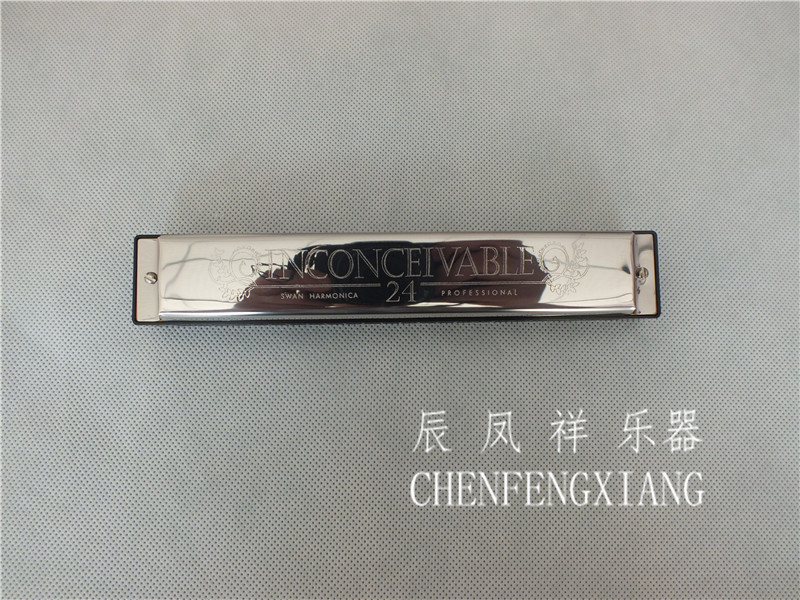 INCONCEIVABLE
SWAN HARMONICA 24 PROFESSIONAL
辰凤祥乐器
CHENFENGXIANG